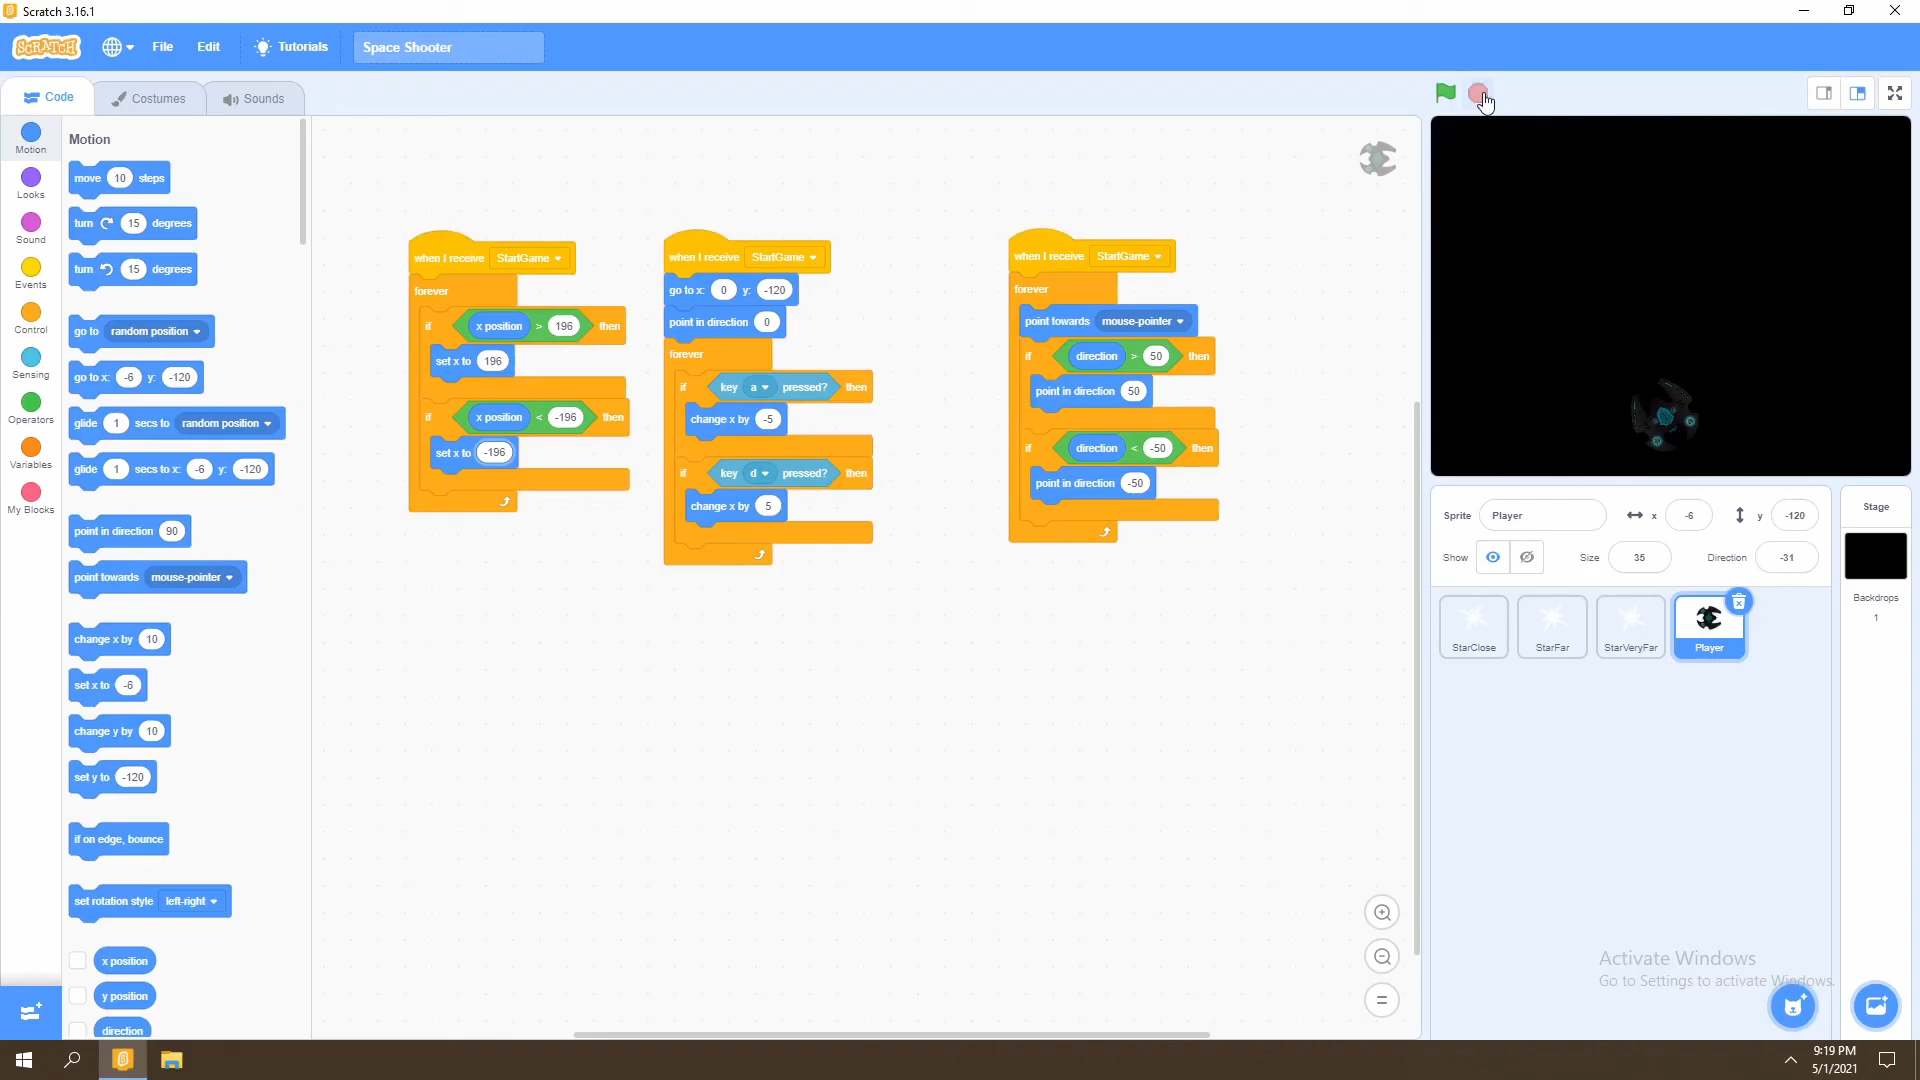 Scratch 3.16.1
SCRATCH
File
Edit
Tutorials
Space Shooter
Code
Costumes
Sounds
Motion
Looks
Sound
Events
Control
Sensing
Operators
Variables
My Blocks
Motion
move 10 steps
turn 15 degrees
turn 15 degrees
go to random position
go to x: -6 y: -120
glide 1 secs to random position
glide 1 secs to x: -6 y: -120
point in direction 90
point towards mouse-pointer
change x by 10
set x to -6
change y by 10
set y to -120
if on edge, bounce
set rotation style left-right
x position
y position
direction
when I receive StartGame
forever
if x position > 196 then
set x to 196
if x position < -196 then
set x to -196
when I receive StartGame
go to x: 0 y: -120
point in direction 0
forever
if key a pressed? then
change x by -5
if key d pressed? then
change x by 5
when I receive StartGame
forever
point towards mouse-pointer
if direction > 50 then
point in direction 50
if direction < -50 then
point in direction -50
Sprite Player x -6 y -120
Show Size 35 Direction -31
StarClose
StarFar
StarVeryFar
Player
Stage
Backdrops
1
Activate Windows
Go to Settings to activate Windows.
9:19 PM
5/1/2021